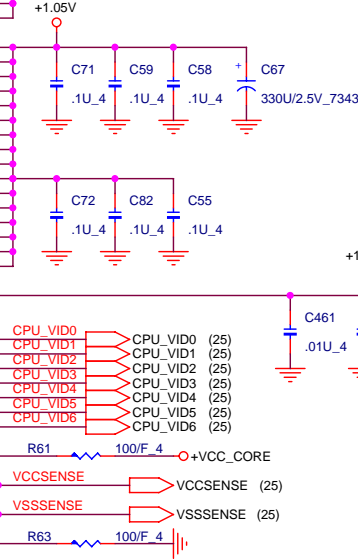 +1.05V
C71 C59 C58 + C67
.1U_4 .1U_4 .1U_4 330U/2.5V_7343
C72 C82 C55
.1U_4 .1U_4 .1U_4
+1
C461
.01U_4
CPU_VID0 CPU_VID0 (25)
CPU_VID1 CPU_VID1 (25)
CPU_VID2 CPU_VID2 (25)
CPU_VID3 CPU_VID3 (25)
CPU_VID4 CPU_VID4 (25)
CPU_VID5 CPU_VID5 (25)
CPU_VID6 CPU_VID6 (25)
R61 100/F_4 +VCC_CORE
VCCSENSE VCCSENSE (25)
VSSSENSE VSSSENSE (25)
R63 100/F_4